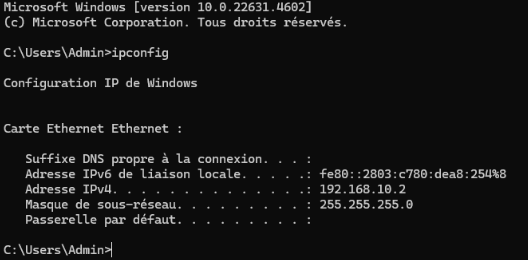 Microsoft Windows [version 10.0.22631.4602]
(c) Microsoft Corporation. Tous droits réservés.
C:\Users\Admin>ipconfig
Configuration IP de Windows
Carte Ethernet Ethernet :
Suffixe DNS propre à la connexion. . . :
Adresse IPv6 de liaison locale. . . . .: fe80::2803:c780:dea8:254%8
Adresse IPv4. . . . . . . . . . . . . .: 192.168.10.2
Masque de sous-réseau. . . . . . . . . : 255.255.255.0
Passerelle par défaut. . . . . . . . . :
C:\Users\Admin>